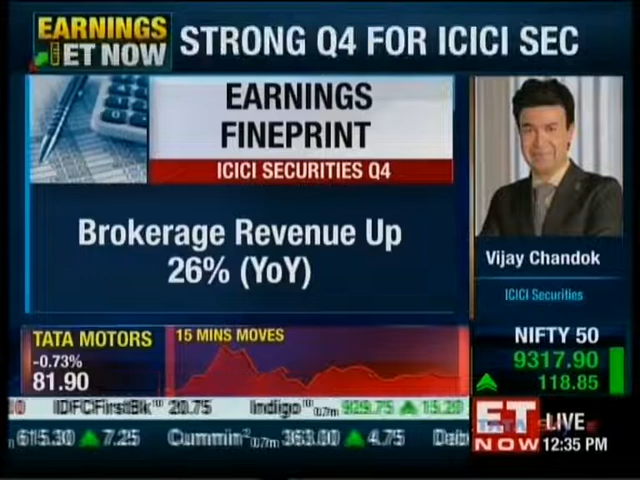 EARNINGS
WITH
ET NOW
STRONG Q4 FOR ICICI SEC
EARNINGS
FINEPRINT
ICICI SECURITIES Q4
Brokerage Revenue Up
26% (YoY)
Vijay Chandok
ICICI Securities
TATA MOTORS
-0.73%
81.90
15 MINS MOVES
NIFTY 50
9317.90
118.85
IDFCFirstBk 20.75 Indigo 929.75 15.20
615.30 7.25 Cummin 363.00 4.75
ET
NOW
LIVE
12:35 PM